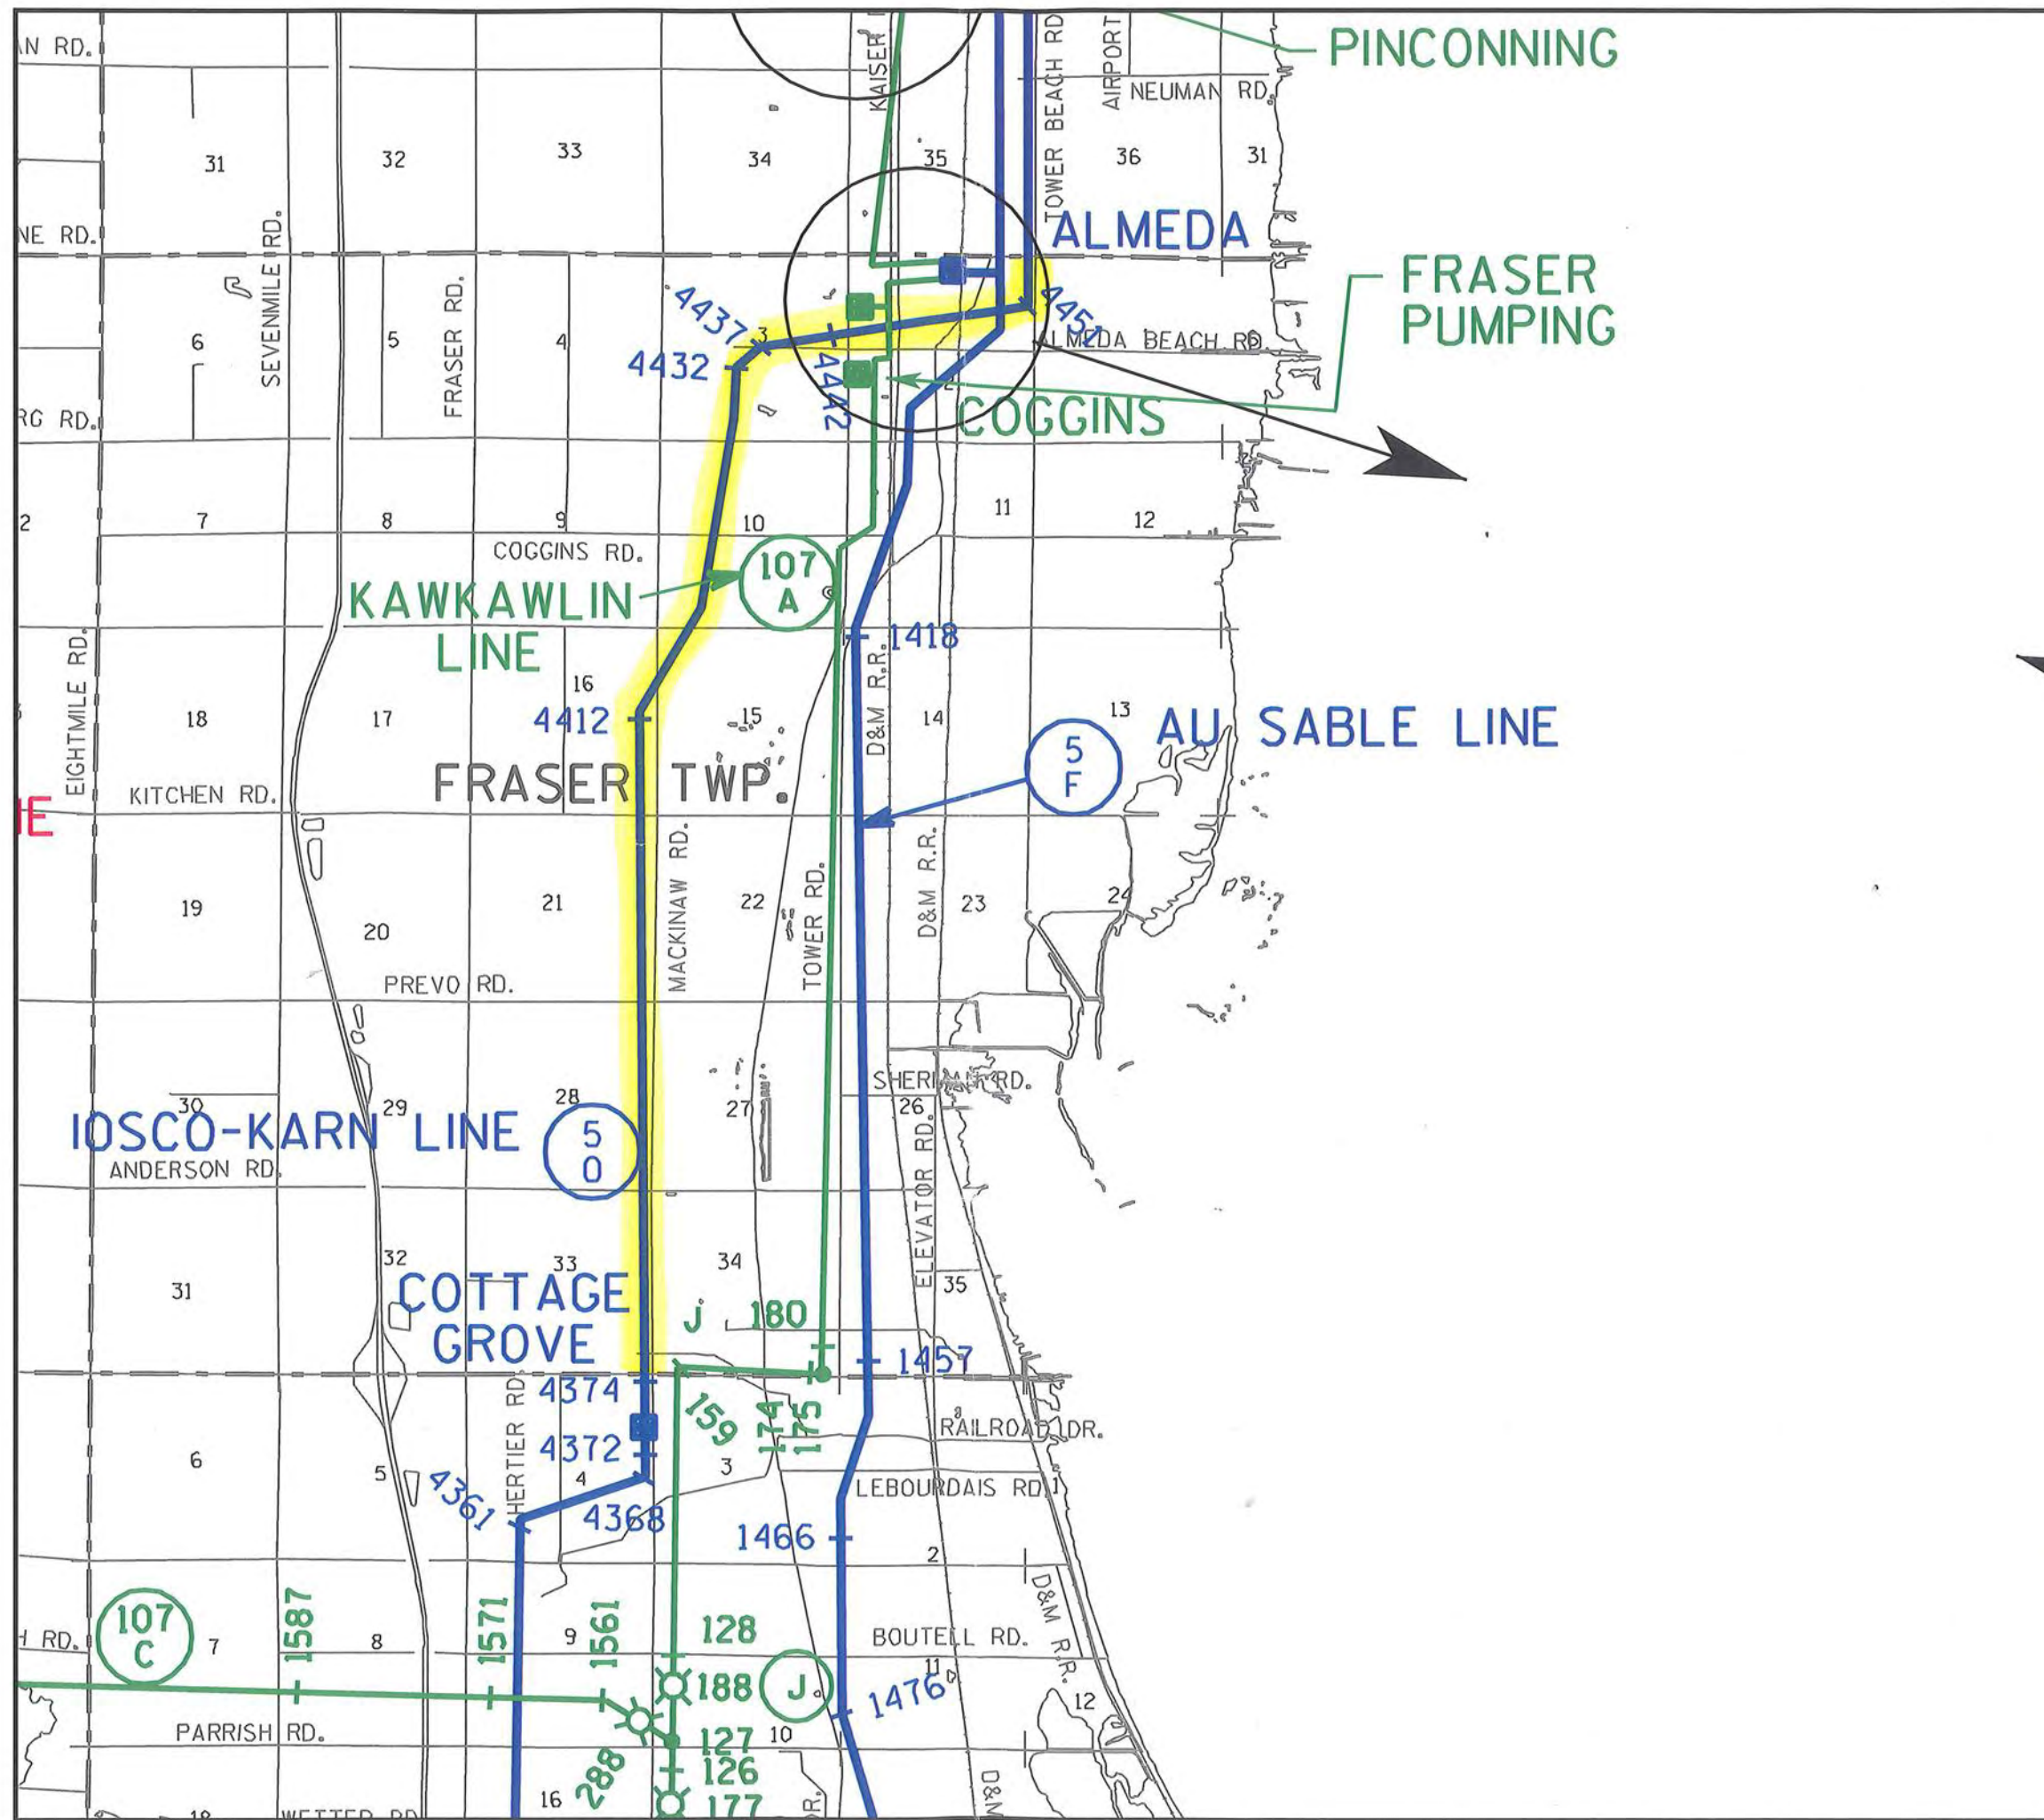 PINCONNING
N RD.
KAISER
TOWER BEACH RD
AIRPORT
NEUMAN RD.
31
32
33
34
35
36
31
NE RD.
SEVENMILE RD.
ALMEDA
FRASER
PUMPING
FRASER RD.
4437
3
4432
4442
ALMEDA BEACH RD
6
5
4
RG RD.
COGGINS
2
7
8
9
10
11
12
COGGINS RD.
107
A
KAWKAWLIN
LINE
1418
EIGHTMILE RD.
D&M R.R.
16
4412
18
17
15
14
13
AU SABLE LINE
5
F
FRASER TWP.
KITCHEN RD.
IE
MACKINAW RD.
TOWER RD.
D&M R.R.
19
20
21
22
23
24
PREVO RD.
SHERMAN RD.
30
29
28
27
26
IOSCO-KARN LINE
5
0
ANDERSON RD.
ELEVATOR RD.
31
32
33
34
35
COTTAGE
GROVE
J 180
1457
HERTIER RD.
4374
159
174
175
RAILROAD DR.
4372
6
5
4
3
1
LEBOURDAIS RD.
4361
4368
1466
2
D&M R.R.
107
C
1587
1571
1561
128
BOUTELL RD.
H RD.
7
8
9
11
188
J
1476
12
PARRISH RD.
127
10
126
288
177
16
18
WETTER RD
R.
D&M